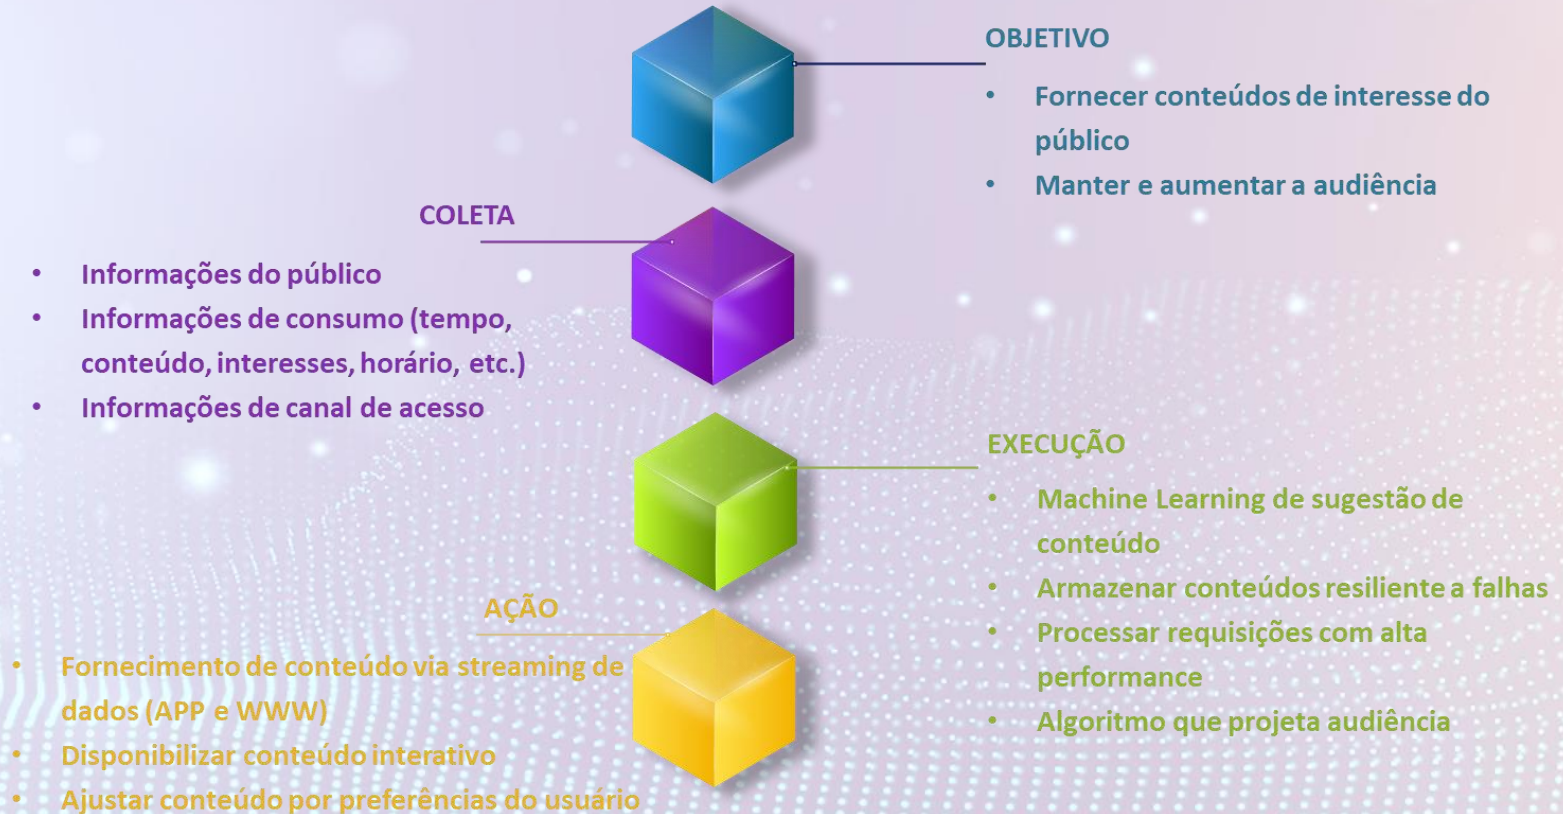 OBJETIVO
• Fornecer conteúdos de interesse do
público
• Manter e aumentar a audiência
COLETA
• Informações do público
• Informações de consumo (tempo,
conteúdo, interesses, horário, etc.)
• Informações de canal de acesso
EXECUÇÃO
• Machine Learning de sugestão de
conteúdo
• Armazenar conteúdos resiliente a falhas
• Processar requisições com alta
performance
• Algoritmo que projeta audiência
AÇÃO
• Fornecimento de conteúdo via streaming de
dados (APP e WWW)
• Disponibilizar conteúdo interativo
• Ajustar conteúdo por preferências do usuário